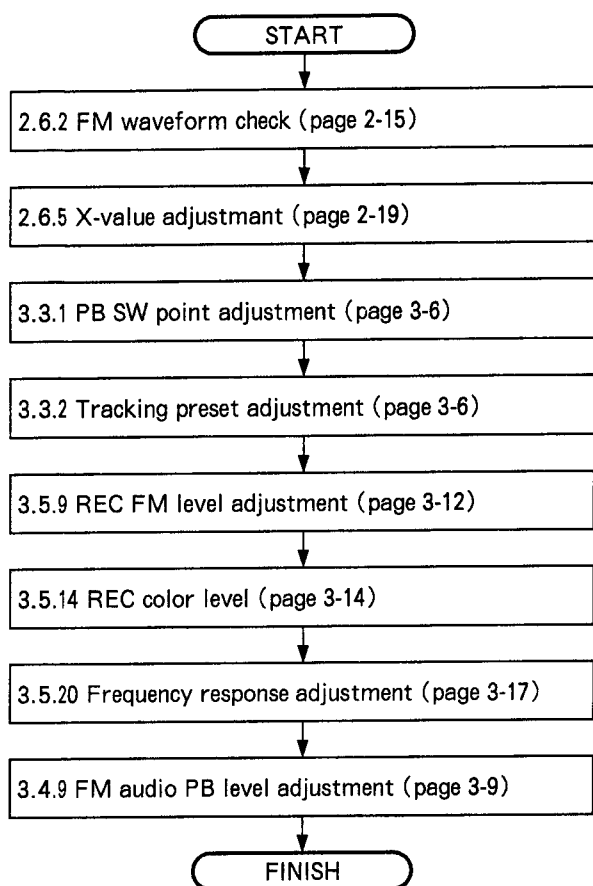 START
2.6.2 FM waveform check (page 2-15)
2.6.5 X-value adjustmant (page 2-19)
3.3.1 PB SW point adjustment (page 3-6)
3.3.2 Tracking preset adjustment (page 3-6)
3.5.9 REC FM level adjustment (page 3-12)
3.5.14 REC color level (page 3-14)
3.5.20 Frequency response adjustment (page 3-17)
3.4.9 FM audio PB level adjustment (page 3-9)
FINISH